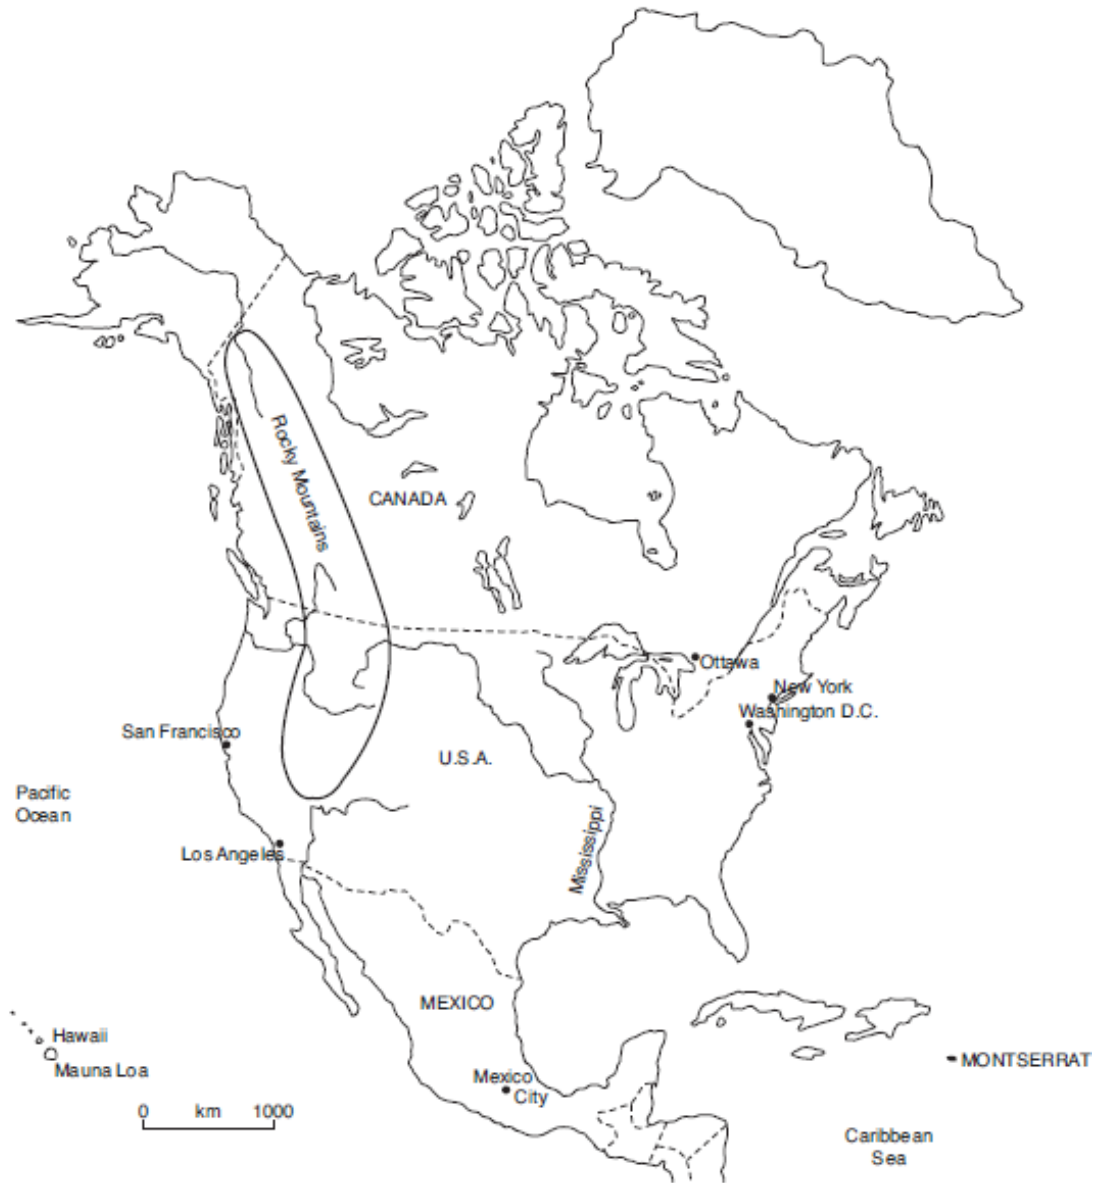 Rocky Mountains
CANADA
Ottawa
New York
Washington D.C.
San Francisco
U.S.A.
Pacific
Ocean
Mississippi
Los Angeles
MEXICO
Hawaii
Mauna Loa
MONTSERRAT
Mexico
City
0 km 1000
Caribbean
Sea